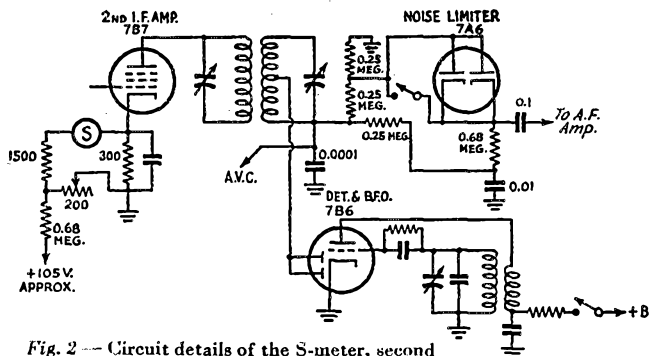 2ND I.F. AMP.
7B7
NOISE LIMITER
7A6
0.25
MEG.
0.25
MEG.
0.25 MEG.
0.1
To A.F.
Amp.
S
1500
300
200
0.68
MEG.
+105 V.
APPROX.
A.V.C.
0.0001
0.68
MEG.
0.01
DET. & B.F.O.
7B6
+B
Fig. 2 — Circuit details of the S-meter, second